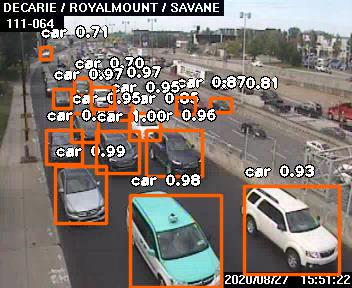 DECARIE / ROYALMOUNT / SAVANE
111-064
car 0.71
car 0.70
car 0.97
0.97
car 0.87
0.81
0.95
car 0.95
car 1.00
car 0.96
car 0.99
car 0.98
car 0.93
2020/08/27 15:51:22